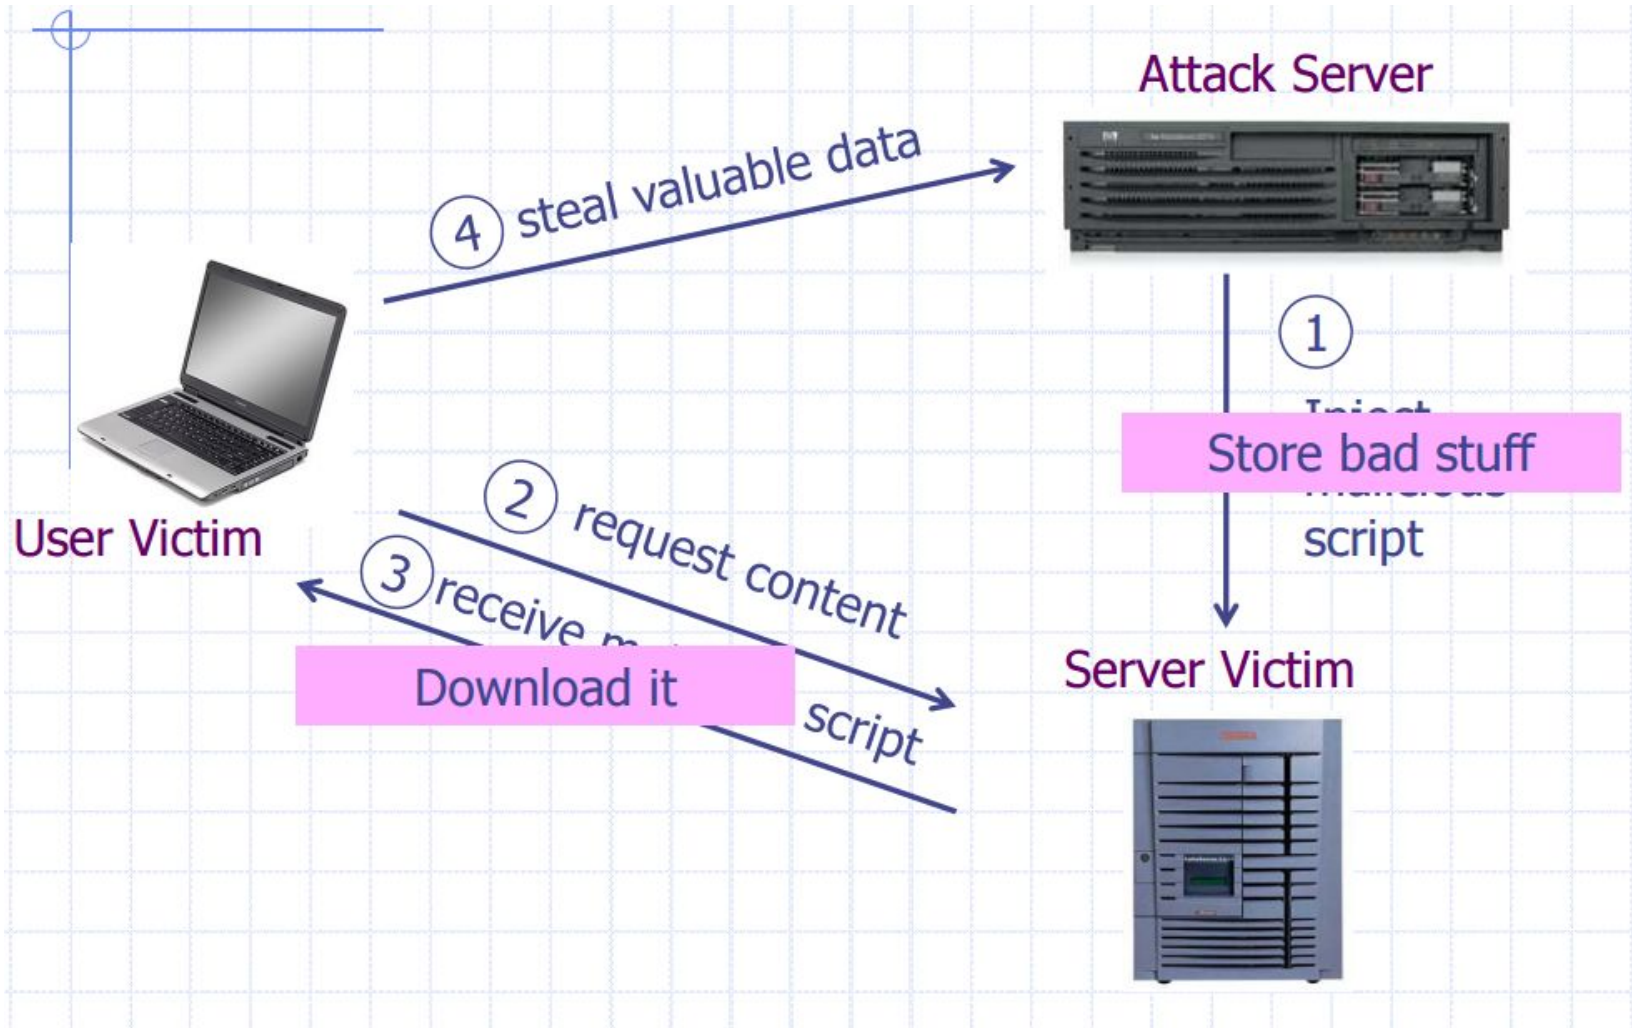 Attack Server
4 steal valuable data
1
Store bad stuff
script
User Victim
2 request content
3 receive
Download it
script
Server Victim